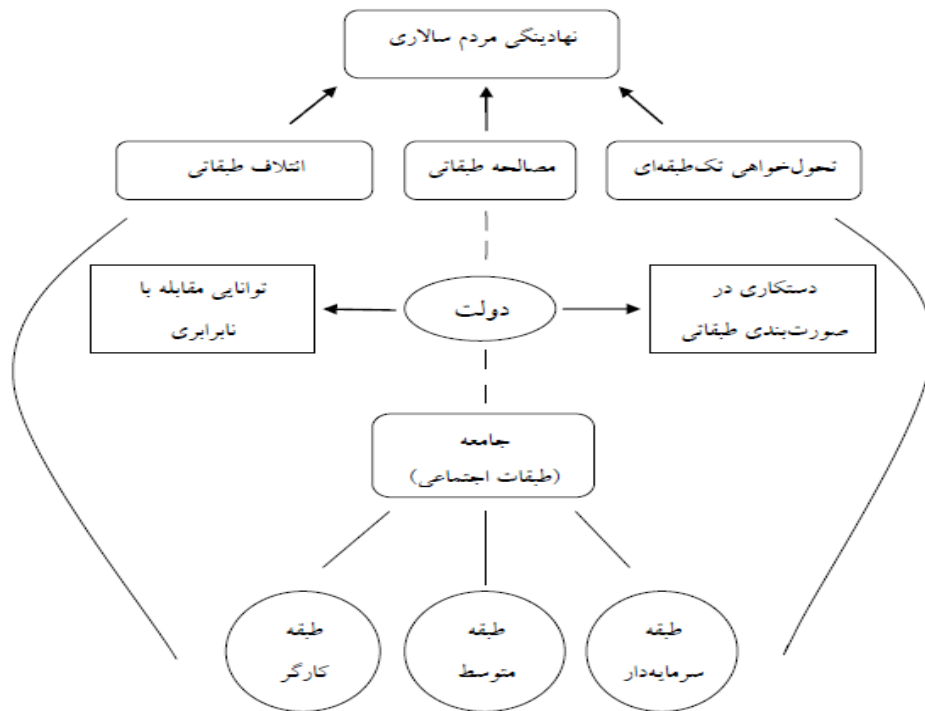 نهادینگی مردم سالاری
تحول‌خواهی تک‌طبقه‌ای
مصالحه طبقاتی
ائتلاف طبقاتی
دستکاری در
صورت‌بندی طبقاتی
دولت
توانایی مقابله با
نابرابری
جامعه
(طبقات اجتماعی)
طبقه
سرمایه‌دار
طبقه
متوسط
طبقه
کارگر